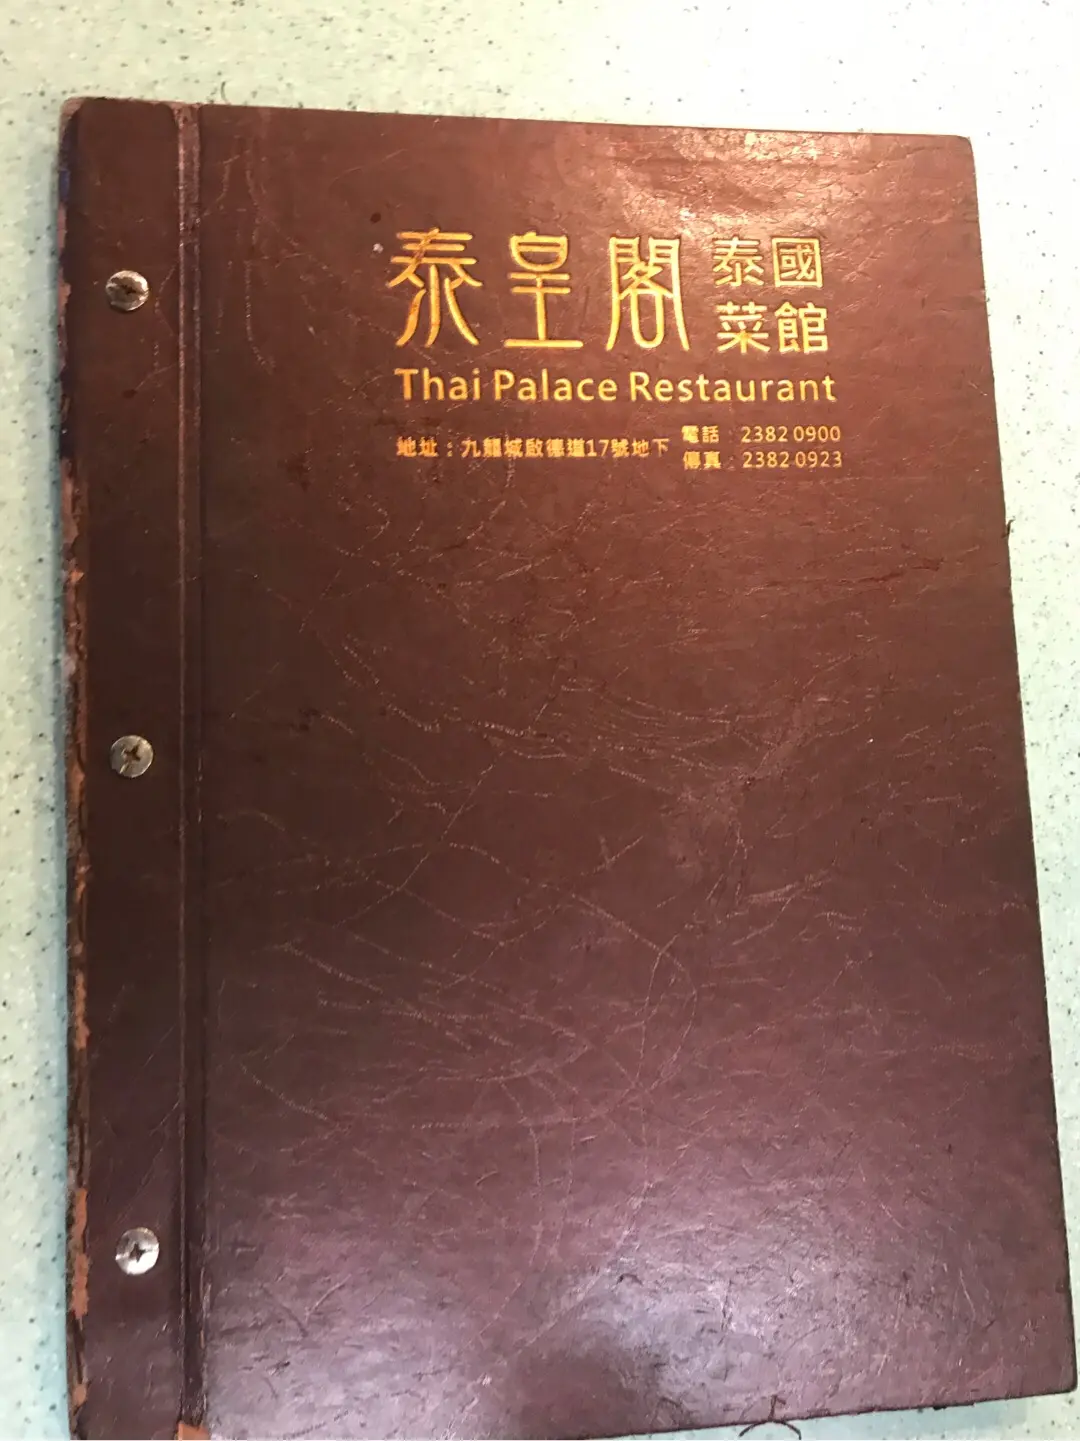 泰皇閣 泰國菜館
Thai Palace Restaurant
地址：九龍城啟德道17號地下
電話：2382 0900
傳真：2382 0923